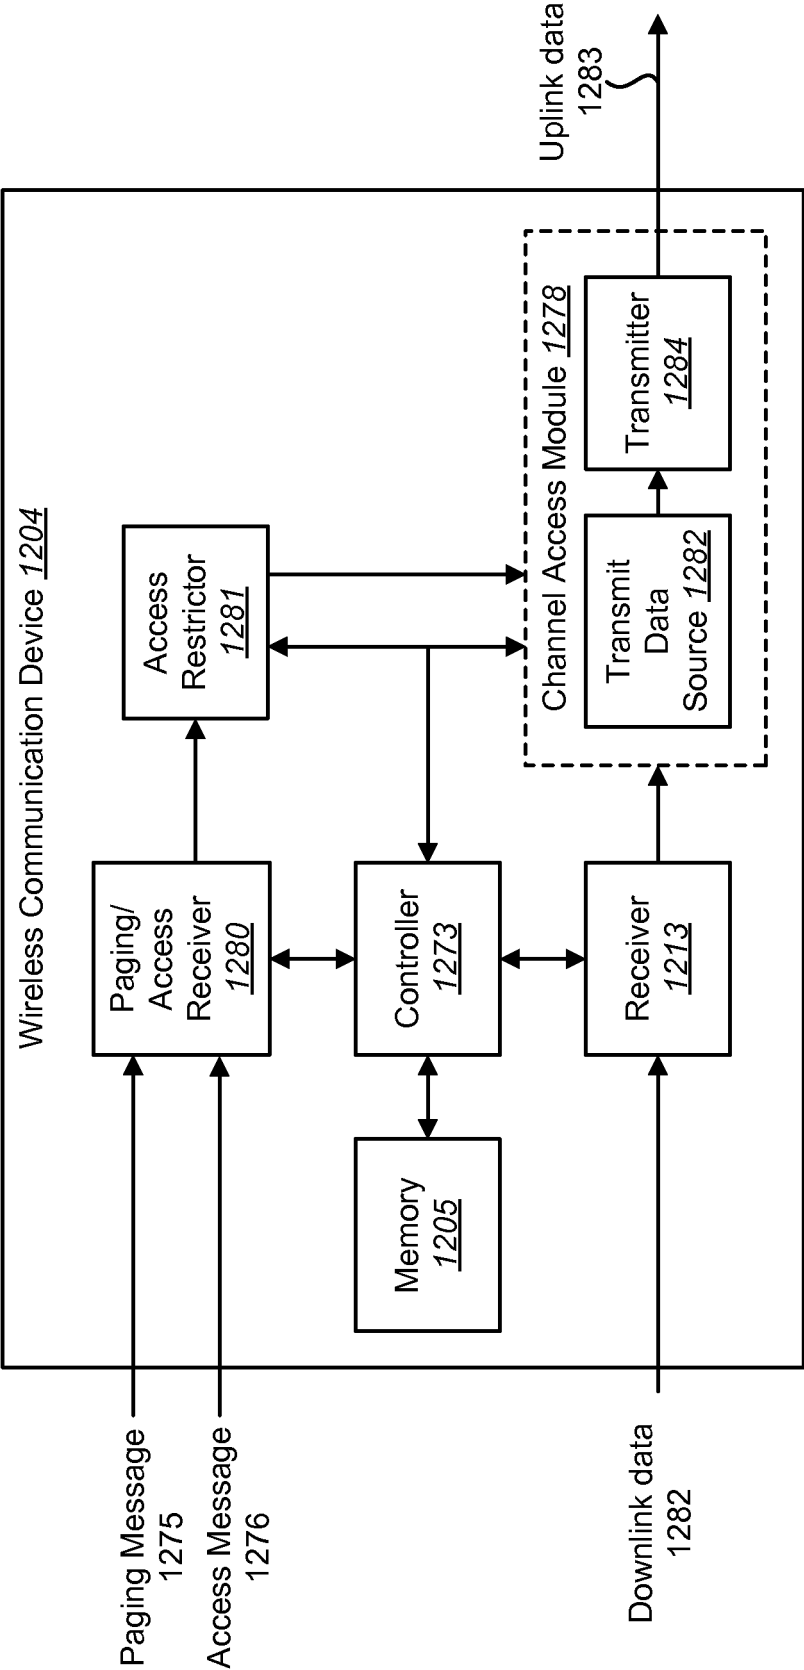 Wireless Communication Device 1204
Paging Message
1275
Access Message
1276
Paging/
Access
Receiver
1280
Access
Restrictor
1281
Memory
1205
Controller
1273
Downlink data
1282
Receiver
1213
Channel Access Module 1278
Transmit
Data
Source 1282
Transmitter
1284
Uplink data
1283